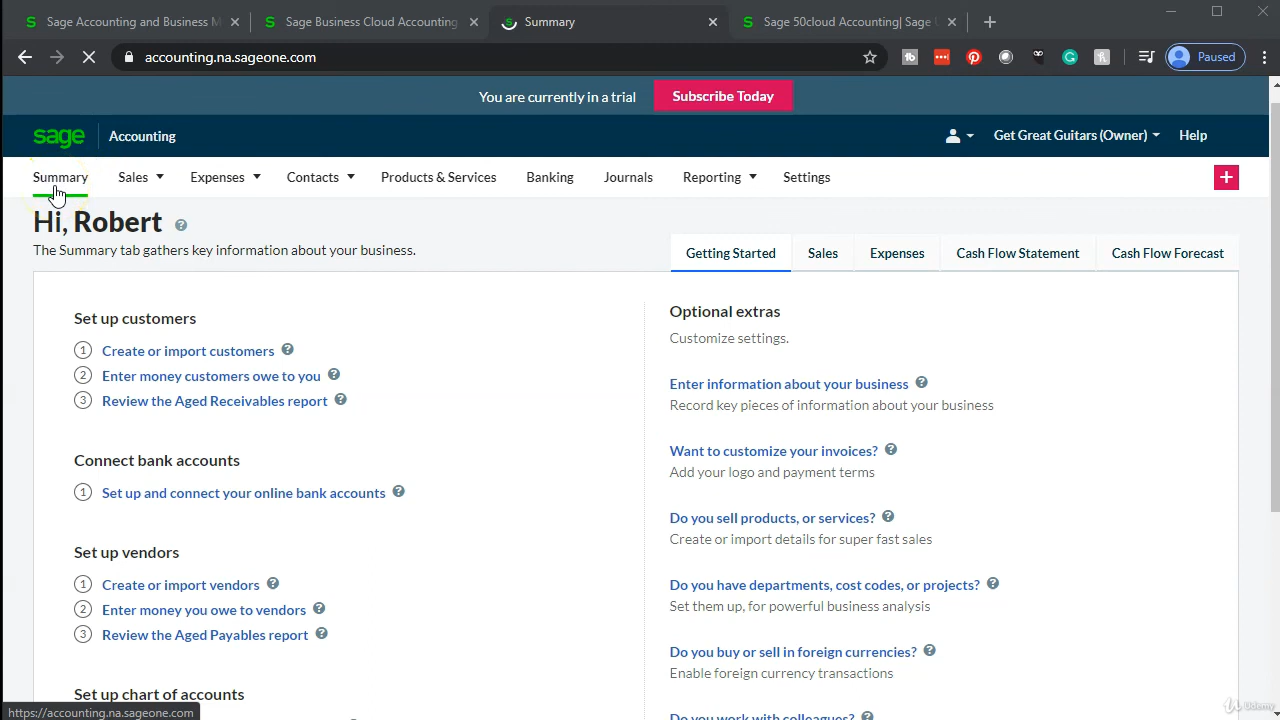 Sage Accounting and Business M
Sage Business Cloud Accounting
Summary
Sage 50cloud Accounting| Sage
accounting.na.sageone.com
Paused
You are currently in a trial
Subscribe Today
sage
Accounting
Get Great Guitars (Owner)
Help
Summary
Sales
Expenses
Contacts
Products & Services
Banking
Journals
Reporting
Settings
Hi, Robert
The Summary tab gathers key information about your business.
Getting Started
Sales
Expenses
Cash Flow Statement
Cash Flow Forecast
Set up customers
1 Create or import customers
2 Enter money customers owe to you
3 Review the Aged Receivables report
Connect bank accounts
1 Set up and connect your online bank accounts
Set up vendors
1 Create or import vendors
2 Enter money you owe to vendors
3 Review the Aged Payables report
Set up chart of accounts
Optional extras
Customize settings.
Enter information about your business
Record key pieces of information about your business
Want to customize your invoices?
Add your logo and payment terms
Do you sell products, or services?
Create or import details for super fast sales
Do you have departments, cost codes, or projects?
Set them up, for powerful business analysis
Do you buy or sell in foreign currencies?
Enable foreign currency transactions
Do you work with colleagues?
https://accounting.na.sageone.com
Udemy